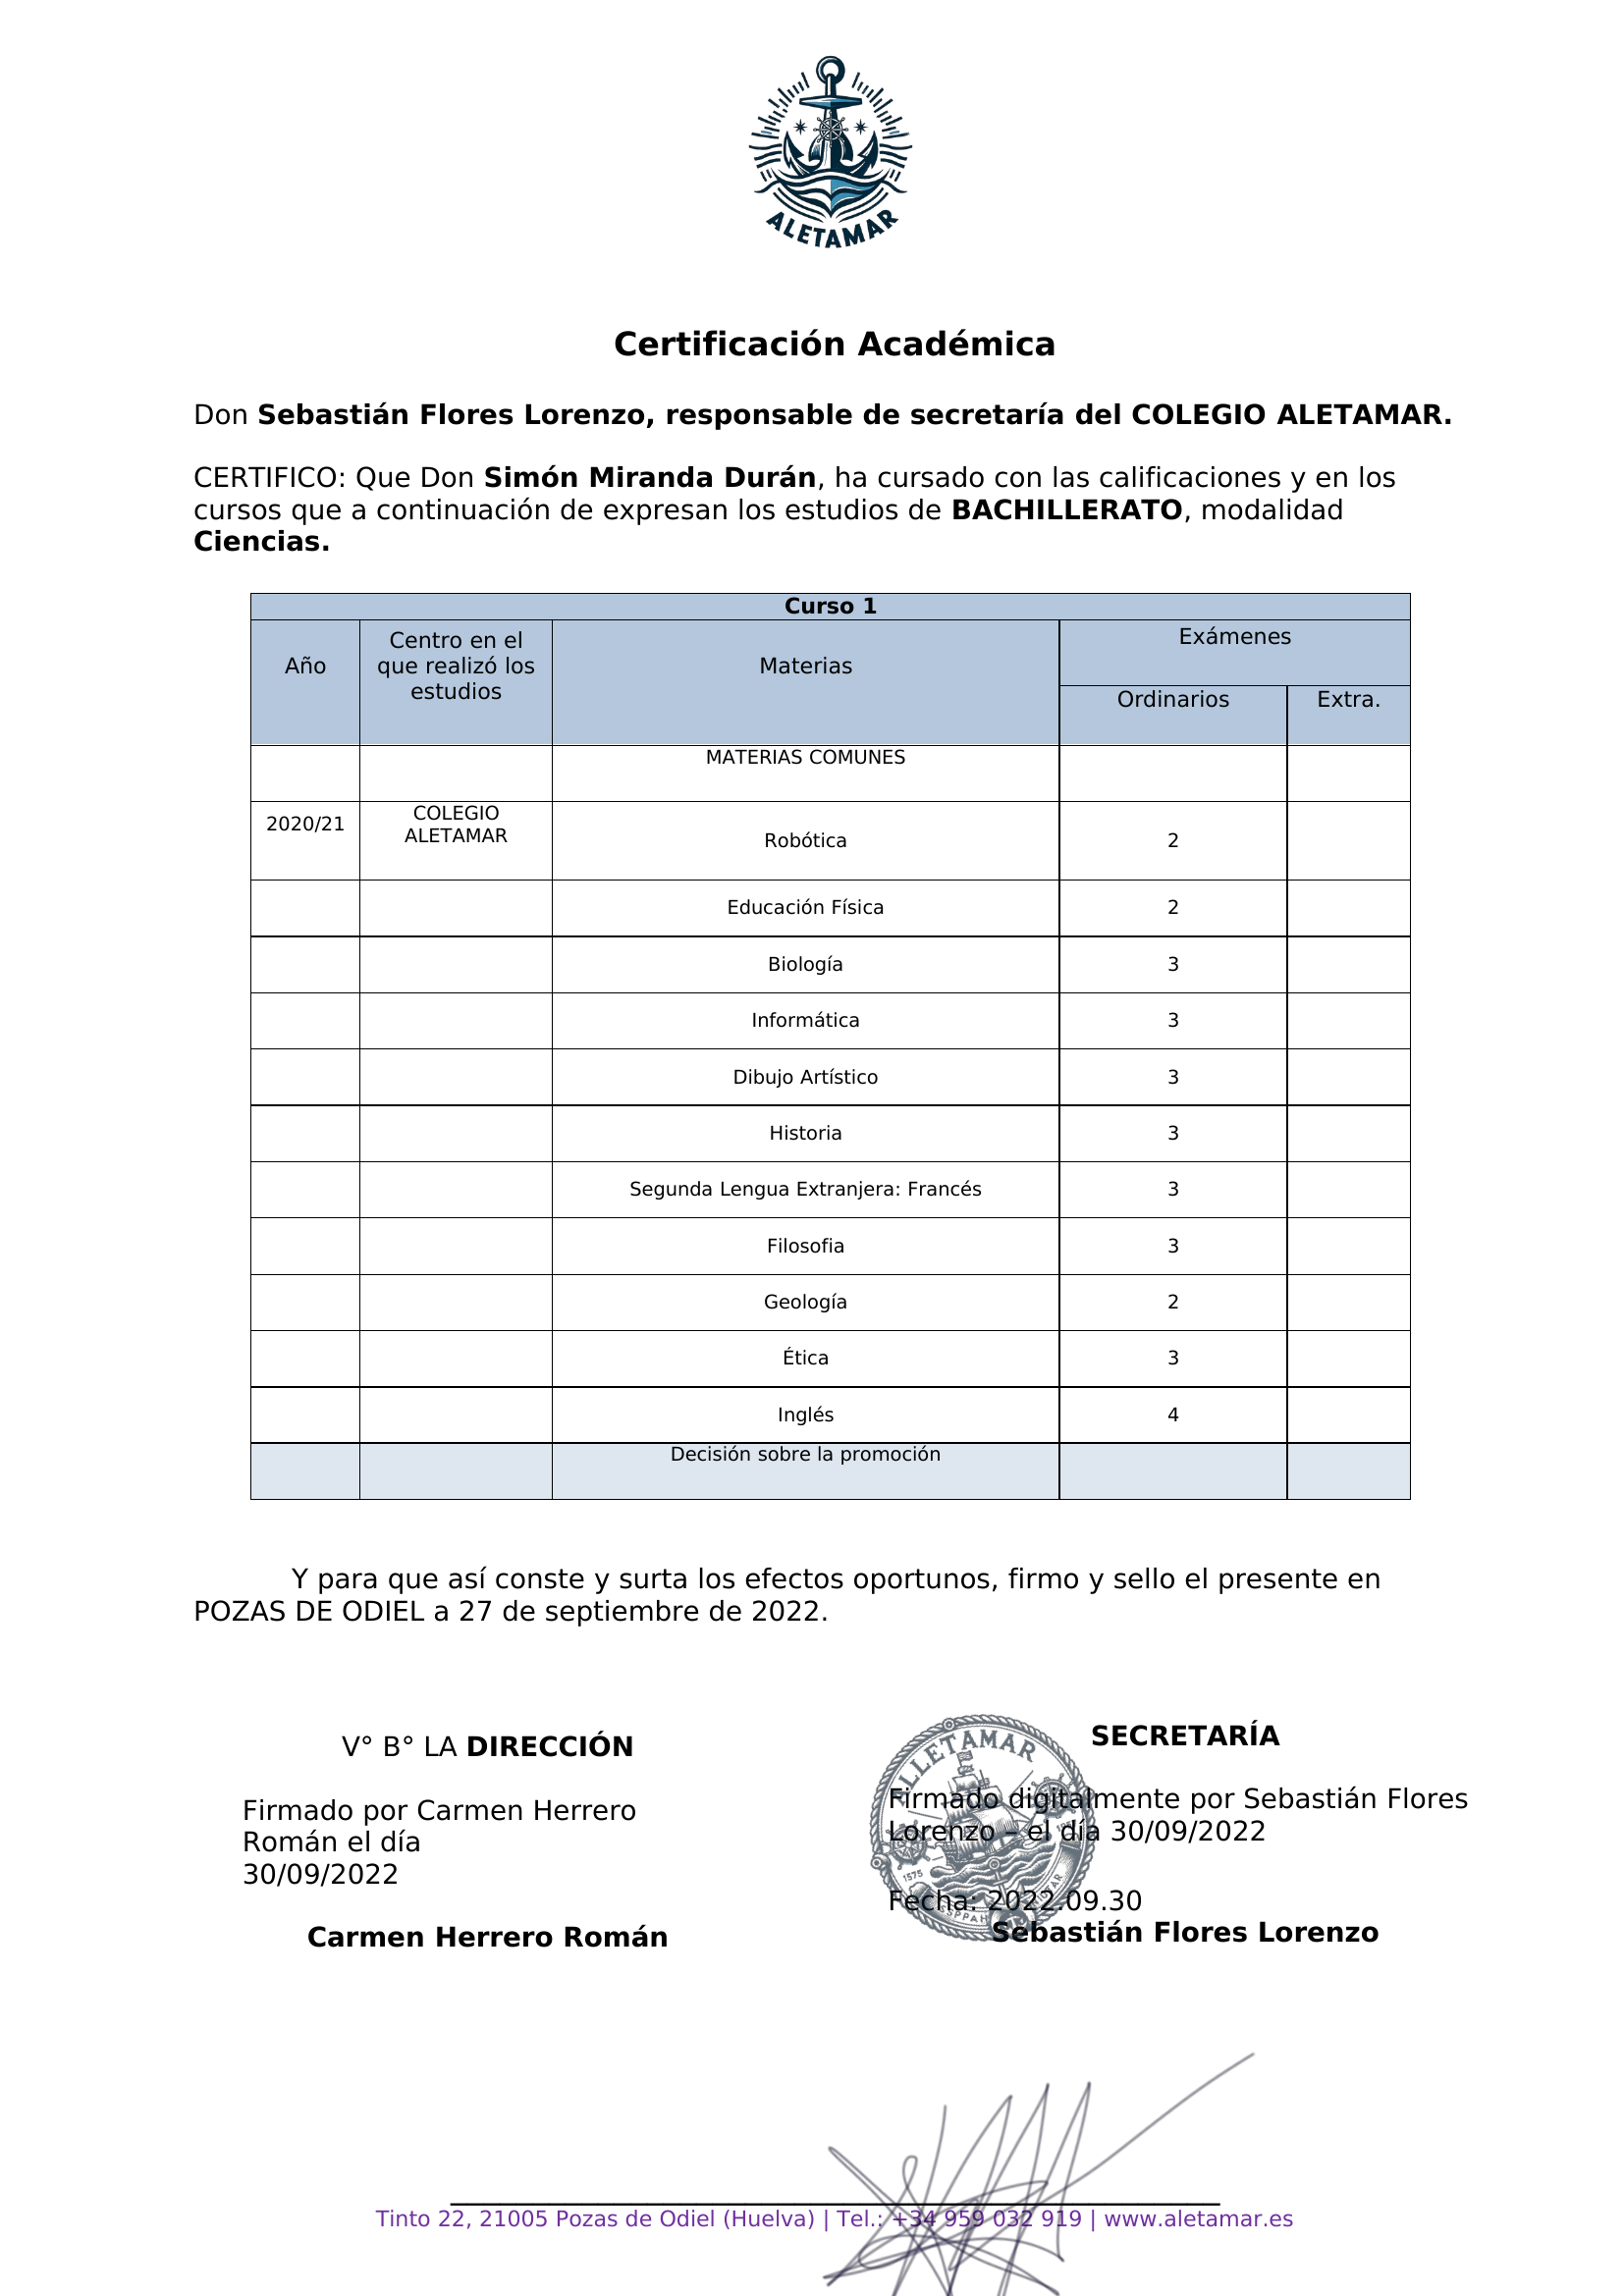 ALETAMAR
Certificación Académica
Don Sebastián Flores Lorenzo, responsable de secretaría del COLEGIO ALETAMAR.
CERTIFICO: Que Don Simón Miranda Durán, ha cursado con las calificaciones y en los
cursos que a continuación de expresan los estudios de BACHILLERATO, modalidad
Ciencias.
Curso 1
Año
Centro en el
que realizó los
estudios
Materias
Exámenes
Ordinarios
Extra.
MATERIAS COMUNES
2020/21
COLEGIO
ALETAMAR
Robótica
2
Educación Física
2
Biología
3
Informática
3
Dibujo Artístico
3
Historia
3
Segunda Lengua Extranjera: Francés
3
Filosofia
3
Geología
2
Ética
3
Inglés
4
Decisión sobre la promoción
Y para que así conste y surta los efectos oportunos, firmo y sello el presente en
POZAS DE ODIEL a 27 de septiembre de 2022.
V° B° LA DIRECCIÓN
Firmado por Carmen Herrero
Román el día
30/09/2022
Carmen Herrero Román
SECRETARÍA
ALLETAMAR
1575
Firmado digitalmente por Sebastián Flores
Lorenzo – el día 30/09/2022
Fecha: 2022.09.30
Sebastián Flores Lorenzo
Tinto 22, 21005 Pozas de Odiel (Huelva) | Tel.: +34 959 032 919 | www.aletamar.es